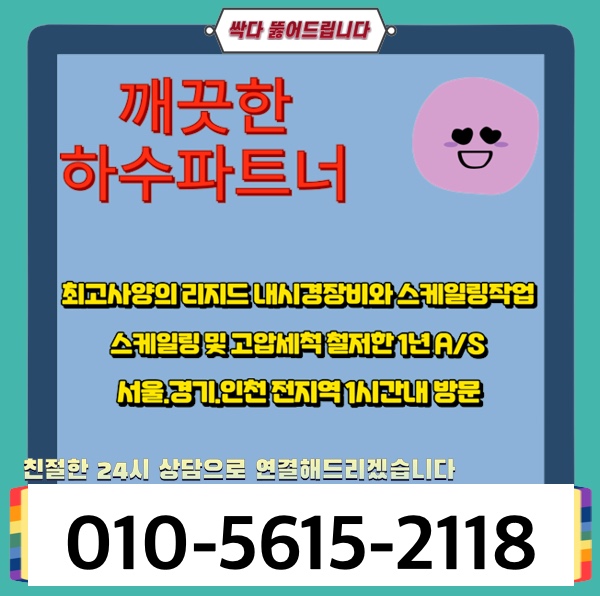 싹다 뚫어드립니다
깨끗한
하수파트너
최고사양의 리지드 내시경장비와 스케일링작업
스케일링 및 고압세척 철저한 1년 A/S
서울.경기.인천 전지역 1시간내 방문
친절한 24시 상담으로 연결해드리겠습니다
010-5615-2118